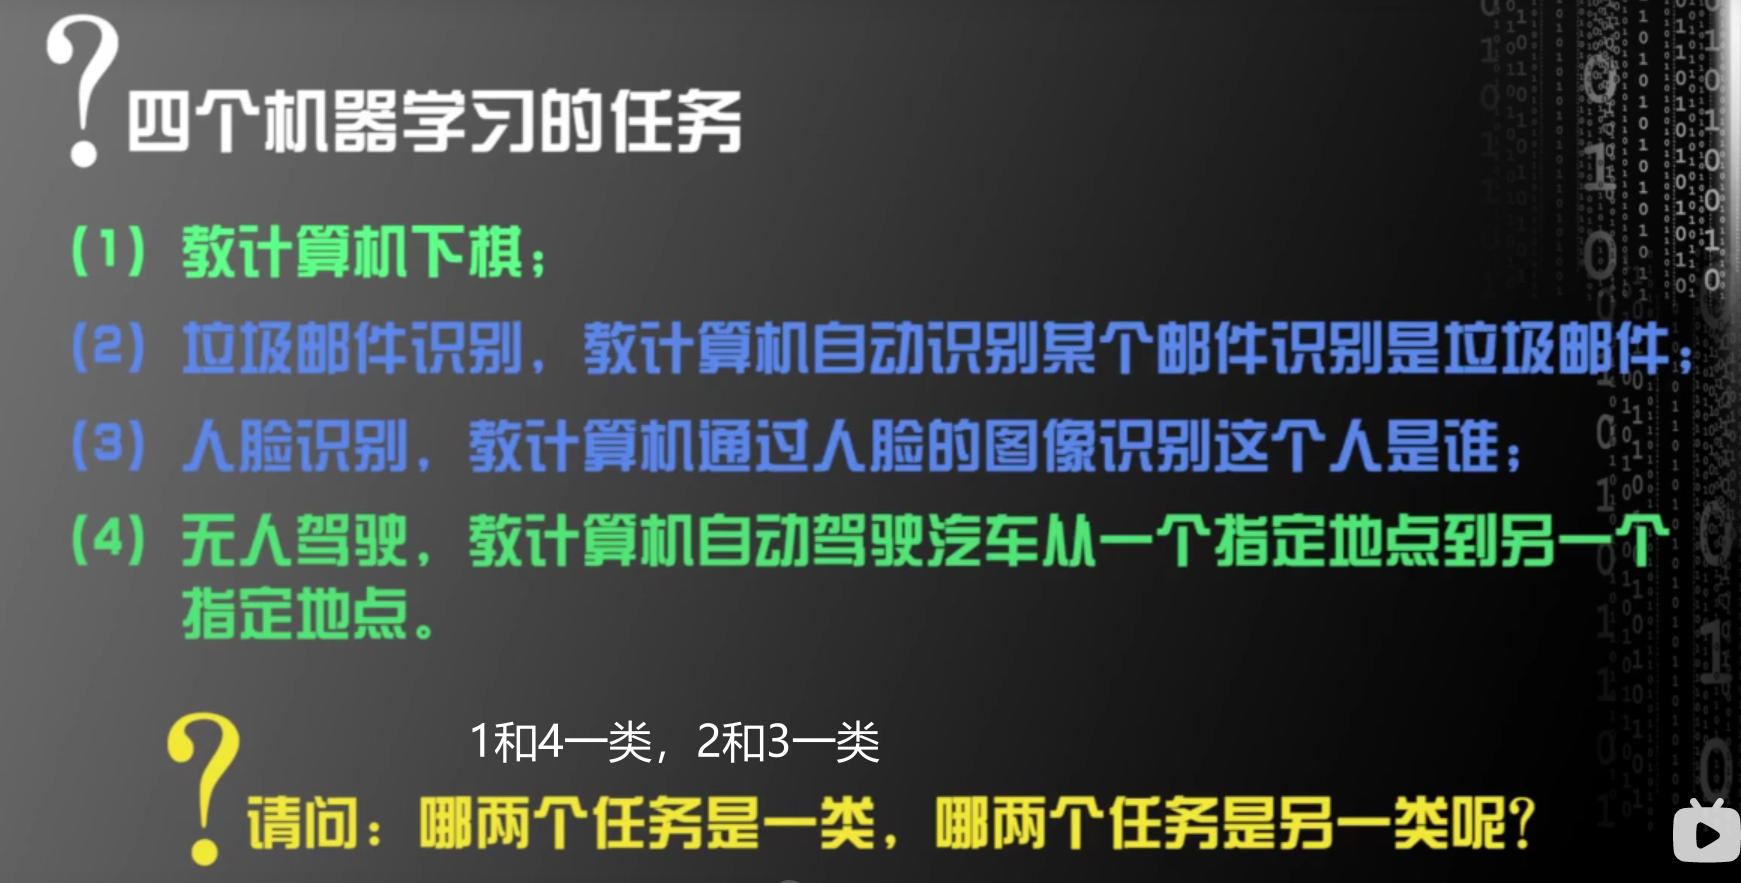 四个机器学习的任务
(1) 教计算机下棋；
(2) 垃圾邮件识别，教计算机自动识别某个邮件识别是垃圾邮件；
(3) 人脸识别，教计算机通过人脸的图像识别这个人是谁；
(4) 无人驾驶，教计算机自动驾驶汽车从一个指定地点到另一个
指定地点。
1和4一类，2和3一类
请问：哪两个任务是一类，哪两个任务是另一类呢？